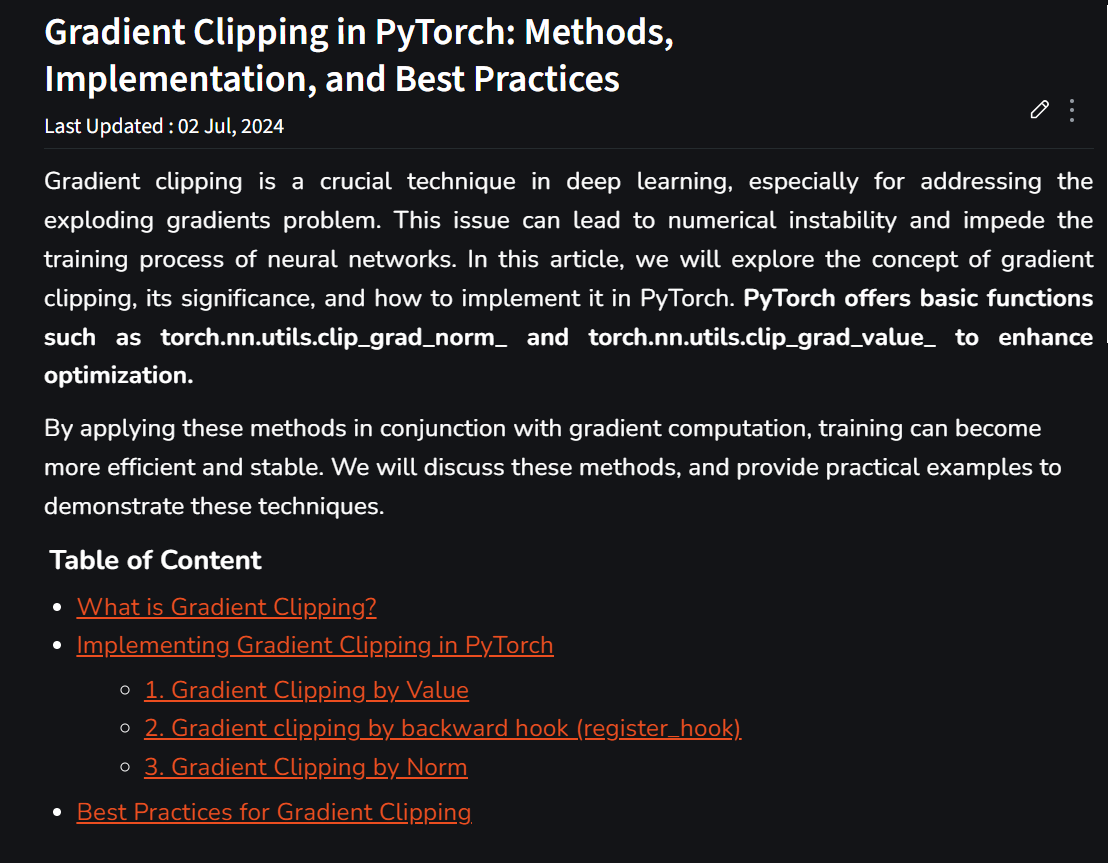 Gradient Clipping in PyTorch: Methods,
Implementation, and Best Practices
Last Updated : 02 Jul, 2024
Gradient clipping is a crucial technique in deep learning, especially for addressing the
exploding gradients problem. This issue can lead to numerical instability and impede the
training process of neural networks. In this article, we will explore the concept of gradient
clipping, its significance, and how to implement it in PyTorch. PyTorch offers basic functions
such as torch.nn.utils.clip_grad_norm_ and torch.nn.utils.clip_grad_value_ to enhance
optimization.
By applying these methods in conjunction with gradient computation, training can become
more efficient and stable. We will discuss these methods, and provide practical examples to
demonstrate these techniques.
Table of Content
What is Gradient Clipping?
Implementing Gradient Clipping in PyTorch
1. Gradient Clipping by Value
2. Gradient clipping by backward hook (register_hook)
3. Gradient Clipping by Norm
Best Practices for Gradient Clipping